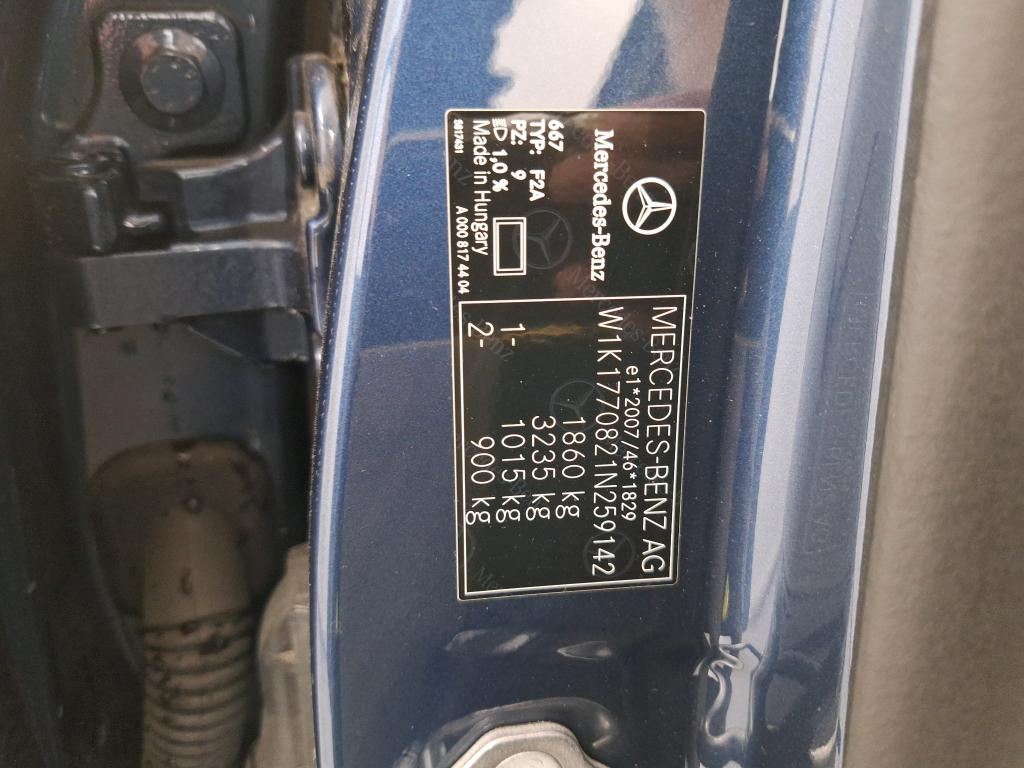 Mercedes-Benz
667
TYP: F2A
PZ: 9
1,0 %
Made in Hungary
A 000 817 44 04
MERCEDES-BENZ AG
e1*2007/46*1829
W1K1770821N259142
1860 kg
3235 kg
1- 1015 kg
2- 900 kg